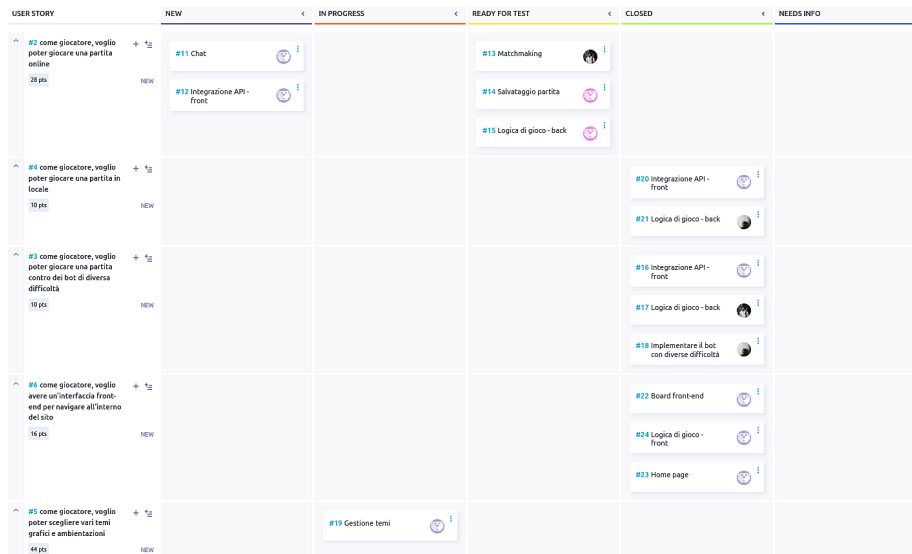 USER STORY
NEW
IN PROGRESS
READY FOR TEST
CLOSED
NEEDS INFO
#2 come giocatore, voglio
poter giocare una partita
online
28 pts
NEW
#11 Chat
#12 Integrazione API -
front
#13 Matchmaking
#14 Salvataggio partita
#15 Logica di gioco - back
#4 come giocatore, voglio
poter giocare una partita in
locale
10 pts
NEW
#20 Integrazione API -
front
#21 Logica di gioco - back
#3 come giocatore, voglio
poter giocare una partita
contro dei bot di diversa
difficoltà
10 pts
NEW
#16 Integrazione API -
front
#17 Logica di gioco - back
#18 Implementare il bot
con diverse difficoltà
#6 come giocatore, voglio
avere un'interfaccia front-
end per navigare all'interno
del sito
16 pts
NEW
#22 Board front-end
#24 Logica di gioco -
front
#23 Home page
#5 come giocatore, voglio
poter scegliere vari temi
grafici e ambientazioni
44 pts
NEW
#19 Gestione temi